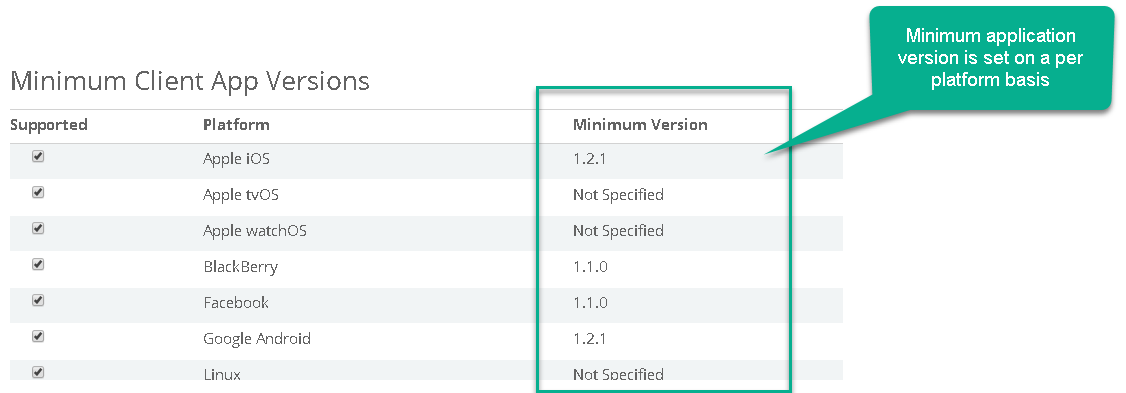 Minimum application
version is set on a per
platform basis
Minimum Client App Versions
Supported Platform Minimum Version
Apple iOS 1.2.1
Apple tvOS Not Specified
Apple watchOS Not Specified
BlackBerry 1.1.0
Facebook 1.1.0
Google Android 1.2.1
Linux Not Specified